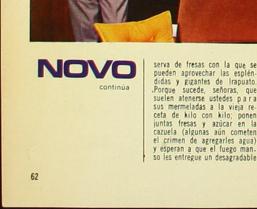 NOVO
continúa
serva de fresas con la que se
pueden aprovechar las esplén-
didas y gigantes de Irapuato.
¿Porque sucede, señoras, que
suelen atenerse ustedes para
sus mermeladas a la vieja re-
ceta de kilo con kilo; ponen
juntas fresas y azúcar en la
cazuela (algunas aún cometen
el crimen de agregarles agua)
y esperan a que el fuego man-
so les entregue un desagradable
62